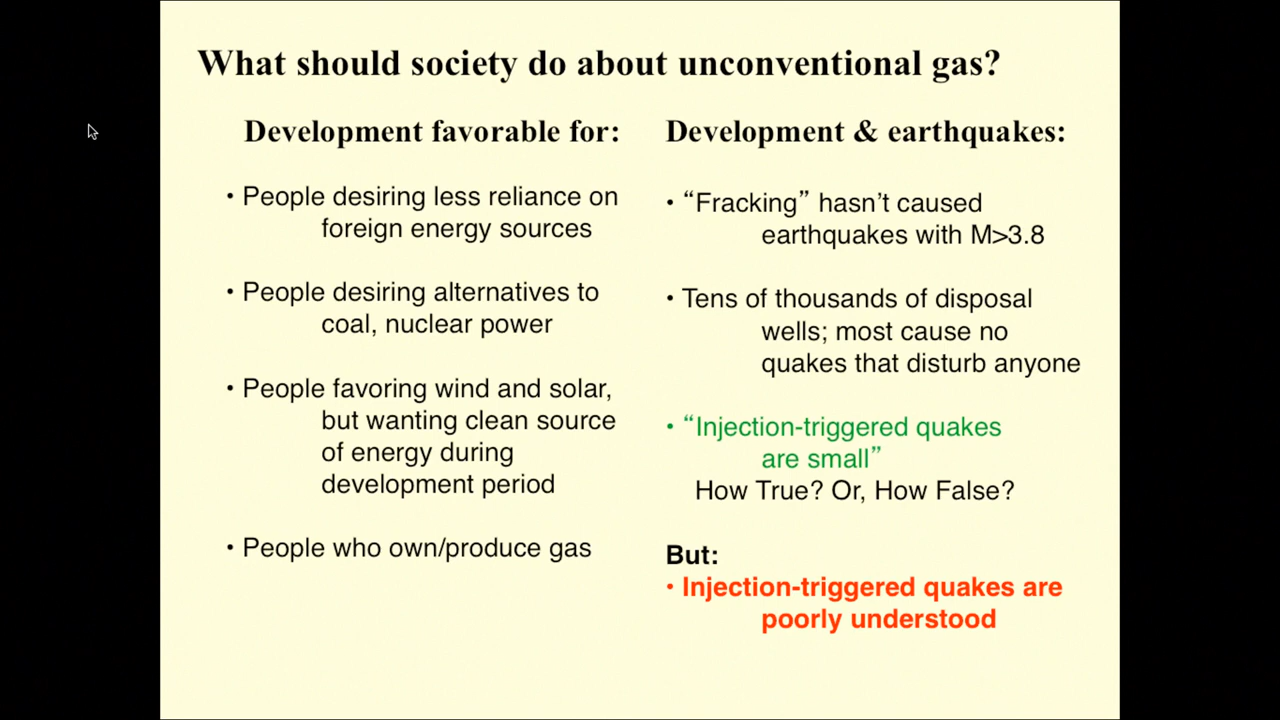 What should society do about unconventional gas?
Development favorable for:
• People desiring less reliance on
foreign energy sources
• People desiring alternatives to
coal, nuclear power
• People favoring wind and solar,
but wanting clean source
of energy during
development period
• People who own/produce gas
Development & earthquakes:
• “Fracking” hasn’t caused
earthquakes with M>3.8
• Tens of thousands of disposal
wells; most cause no
quakes that disturb anyone
• “Injection-triggered quakes
are small”
How True? Or, How False?
But:
• Injection-triggered quakes are
poorly understood